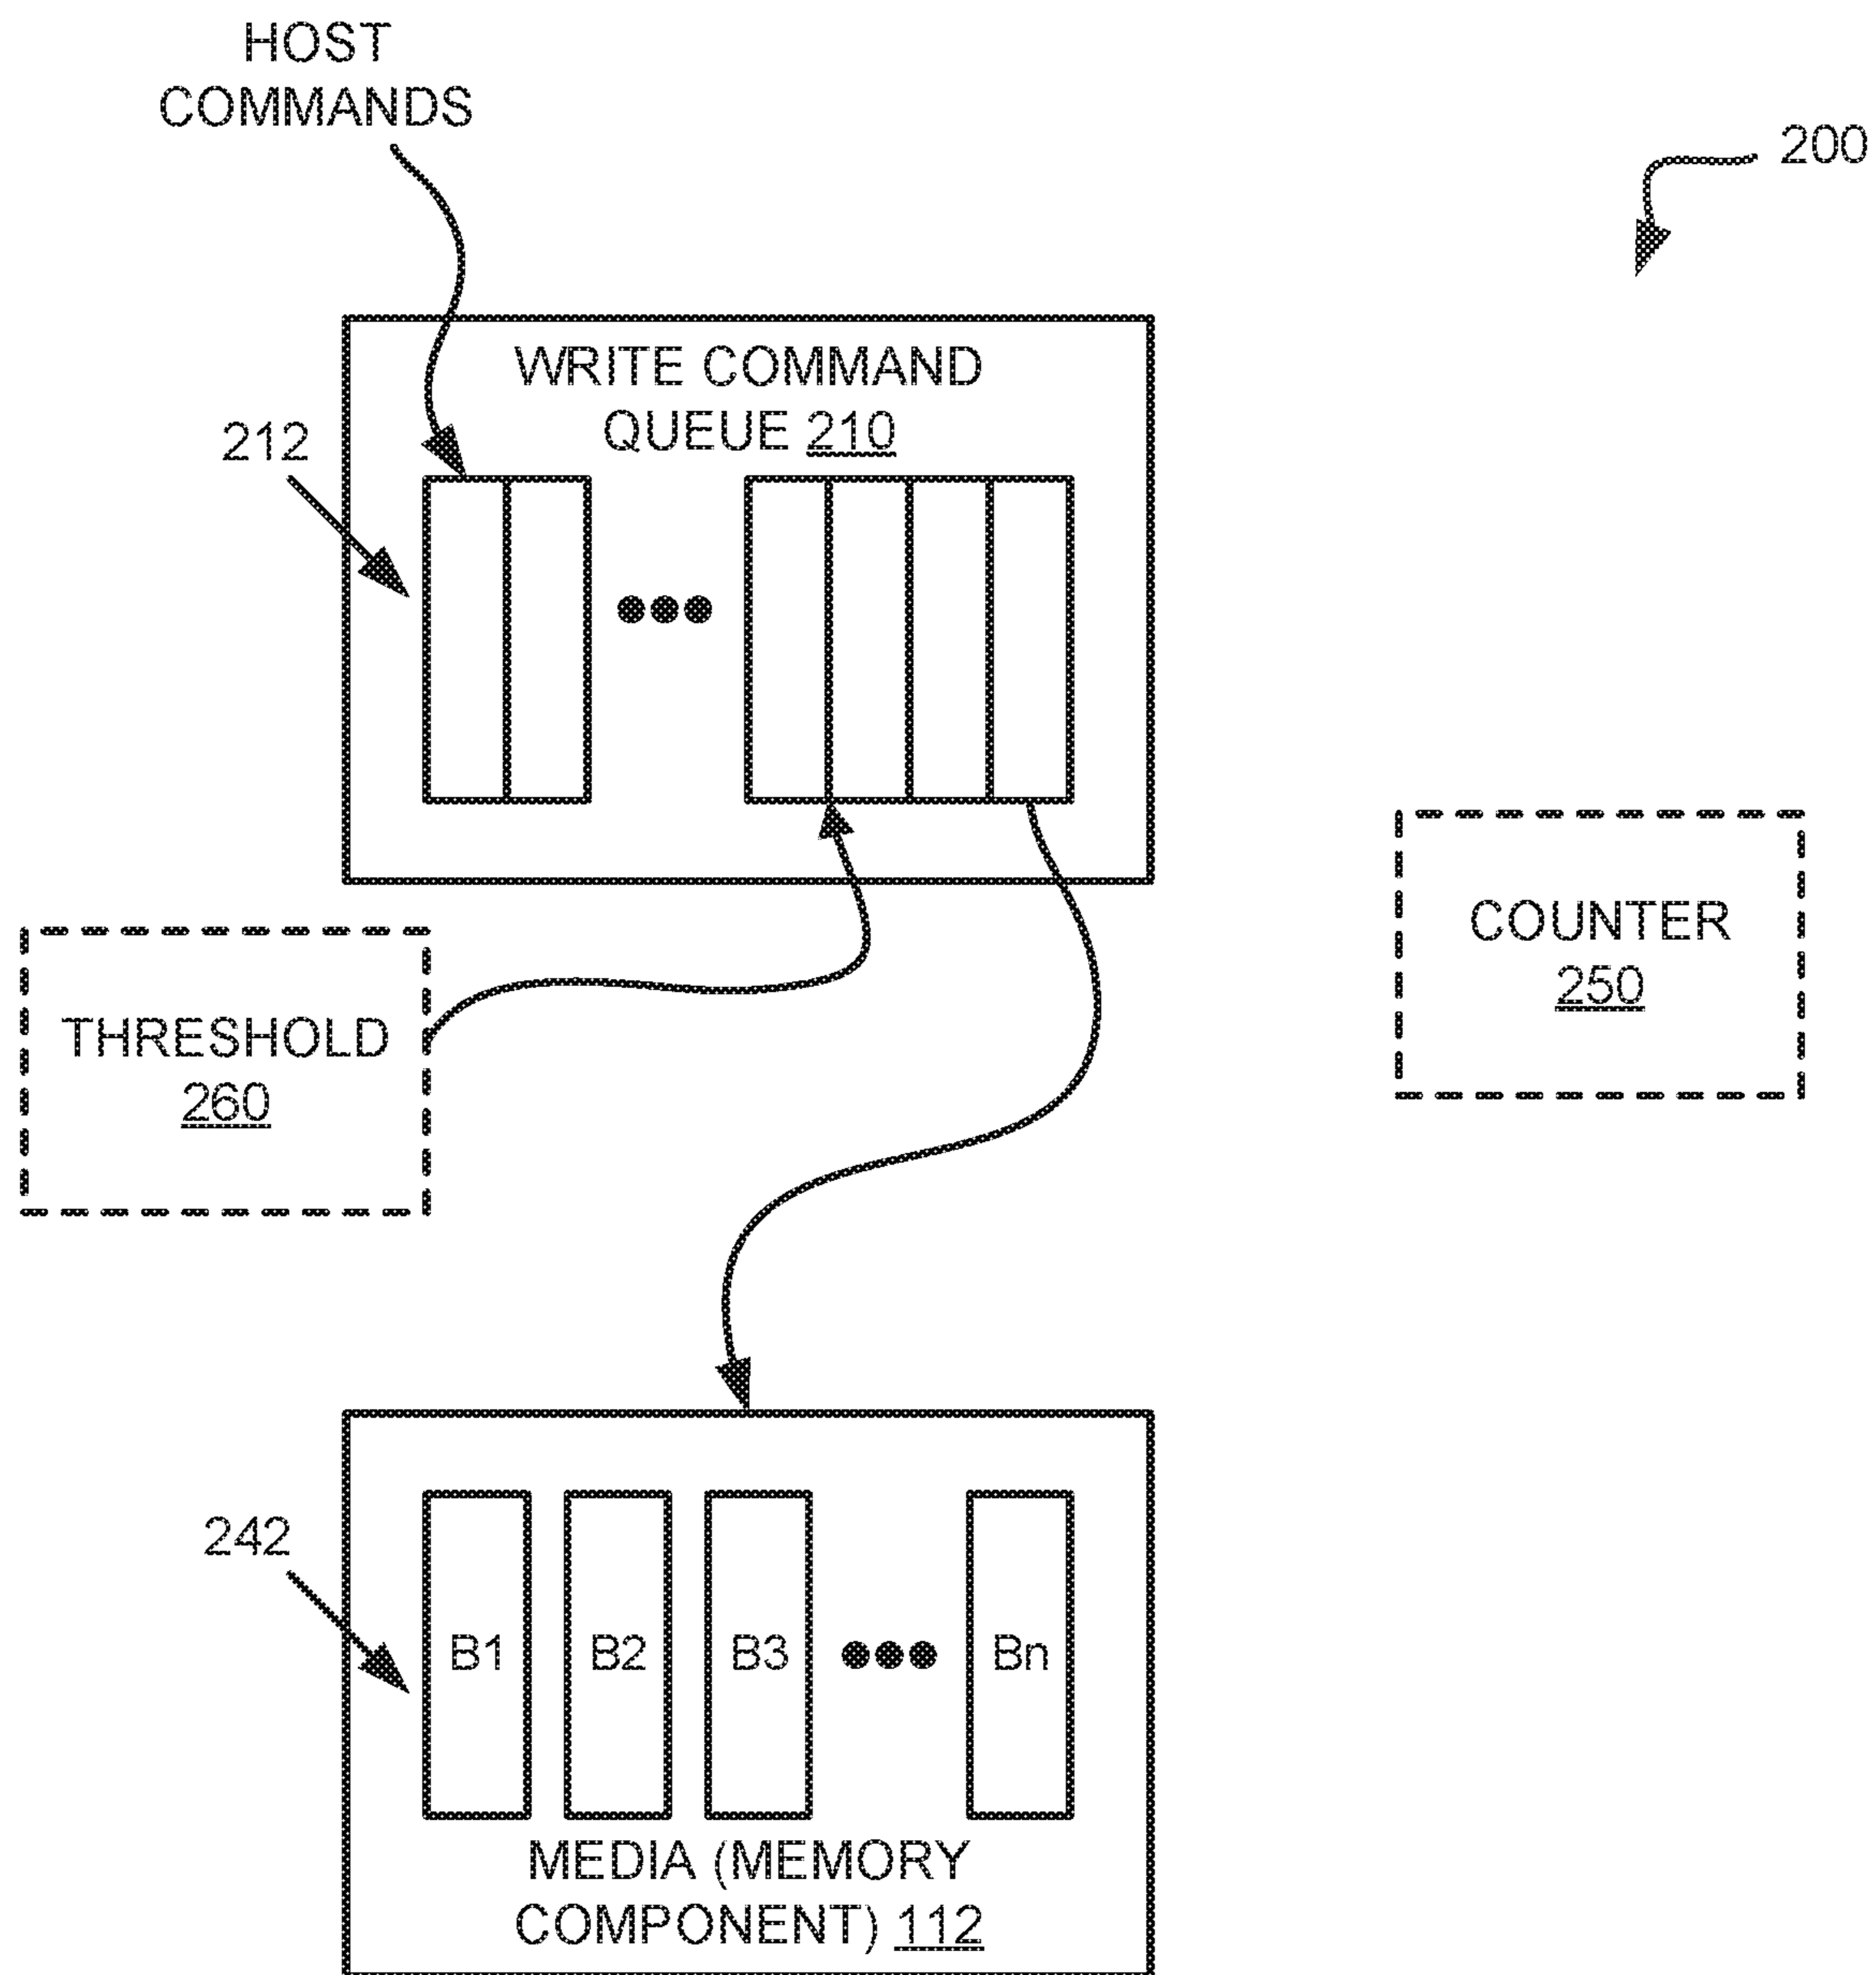 HOST
COMMANDS
200
WRITE COMMAND
QUEUE 210
212
COUNTER
250
THRESHOLD
260
242
B1 B2 B3 Bn
MEDIA (MEMORY
COMPONENT) 112